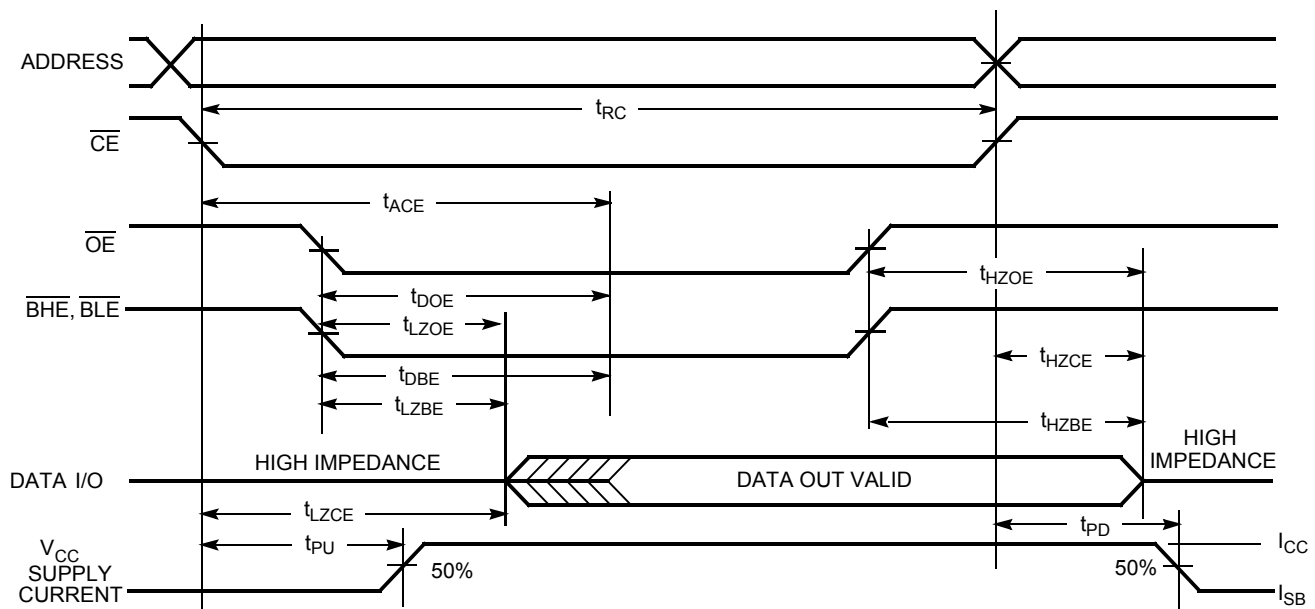 ADDRESS
tRC
CE
tACE
OE
tHZOE
tDOE
BHE, BLE
tLZOE
tHZCE
tDBE
tLZBE
tHZBE
HIGH IMPEDANCE
HIGH
IMPEDANCE
DATA I/O
DATA OUT VALID
tLZCE
tPD
tPU
VCC
SUPPLY
CURRENT
50%
50%
ICC
ISB